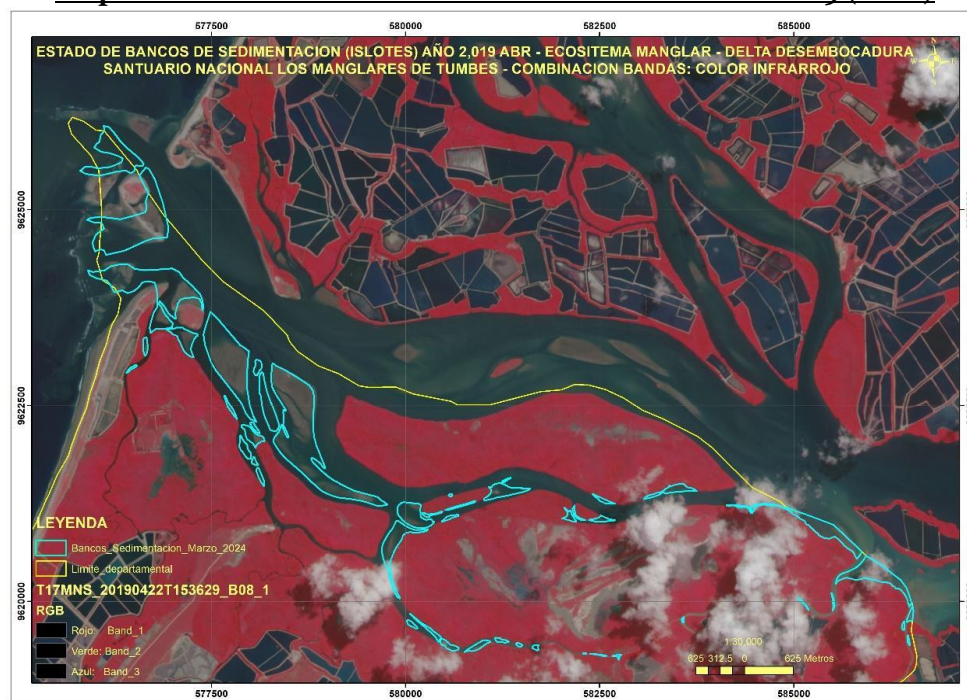 577500 580000 582500 585000
ESTADO DE BANCOS DE SEDIMENTACION (ISLOTES) AÑO 2,019 ABR - ECOSITEMA MANGLAR - DELTA DESEMBOCADURA
SANTUARIO NACIONAL LOS MANGLARES DE TUMBES - COMBINACION BANDAS: COLOR INFRARROJO
N
W
9625000
9622500
9620000
LEYENDA
Bancos_Sedimentacion_Marzo_2024
Limite_departamental
T17MNS_20190422T153629_B08_1
RGB
Rojo: Band_1
Verde: Band_2
Azul: Band_3
1:30,000
625 312.5 0 625 Metros
577500 580000 582500 585000